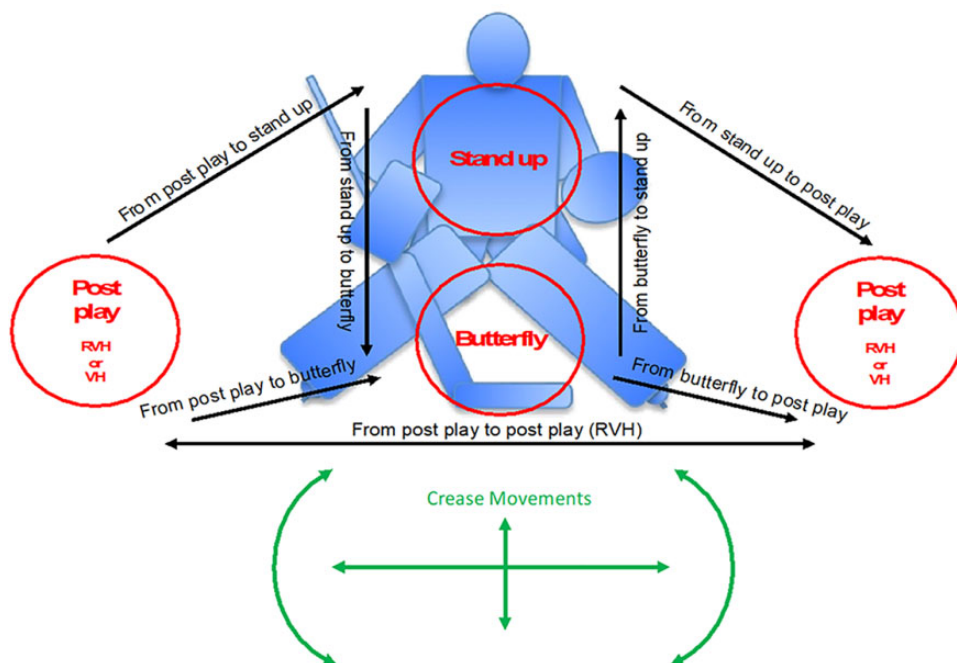 Stand up
From post play to stand up
From stand up to butterfly
From butterfly to stand up
From stand up to post play
Post
play
RVH
or
VH
Post
play
RVH
or
VH
Butterfly
From post play to butterfly
From butterfly to post play
From post play to post play (RVH)
Crease Movements